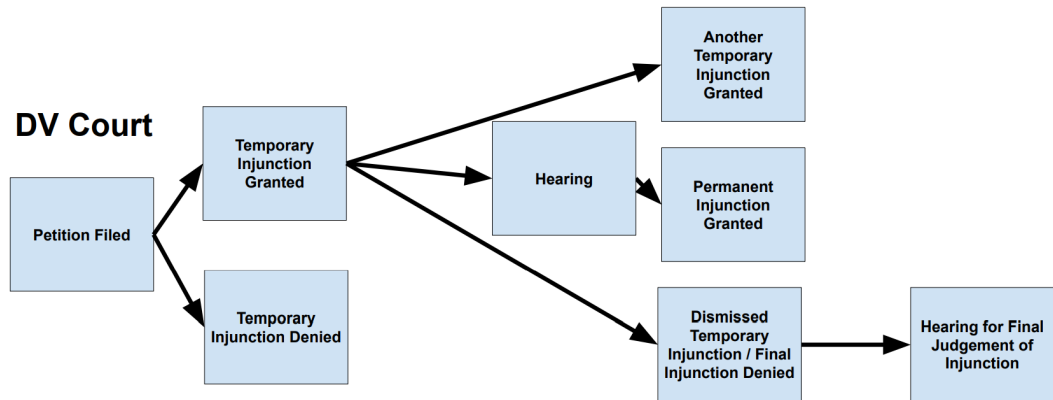 DV Court
Petition Filed
Temporary
Injunction
Granted
Temporary
Injunction Denied
Hearing
Another
Temporary
Injunction
Granted
Permanent
Injunction
Granted
Dismissed
Temporary
Injunction / Final
Injunction Denied
Hearing for Final
Judgement of
Injunction